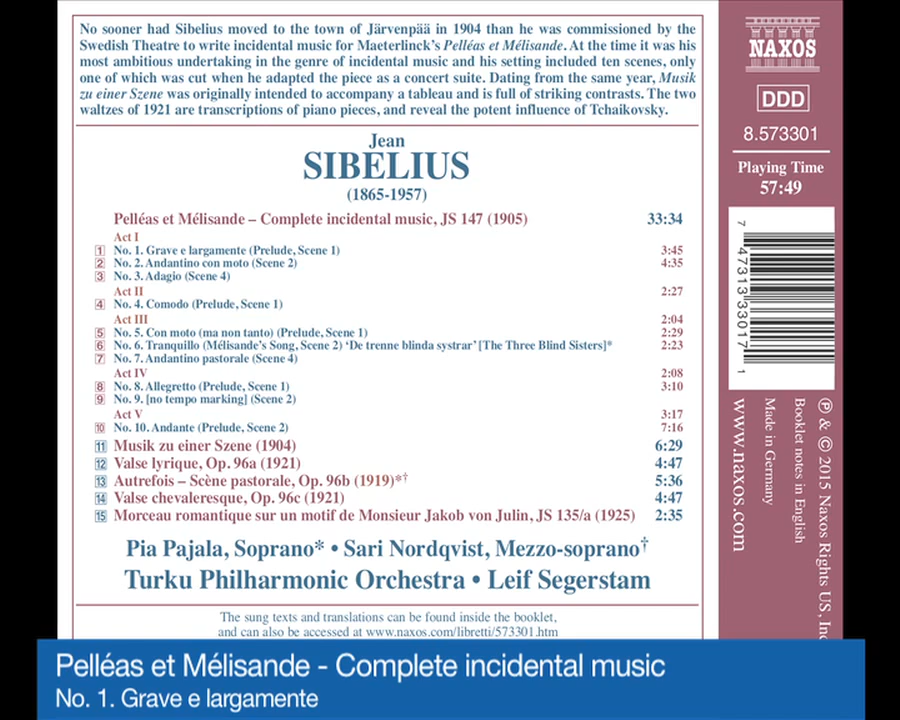 No sooner had Sibelius moved to the town of Järvenpää in 1904 than he was commissioned by the
Swedish Theatre to write incidental music for Maeterlinck's Pelléas et Mélisande. At the time it was his
most ambitious undertaking in the genre of incidental music and his setting included ten scenes, only
one of which was cut when he adapted the piece as a concert suite. Dating from the same year, Musik
zu einer Szene was originally intended to accompany a tableau and is full of striking contrasts. The two
waltzes of 1921 are transcriptions of piano pieces, and reveal the potent influence of Tchaikovsky.
Jean
SIBELIUS
(1865-1957)
Pelléas et Mélisande – Complete incidental music, JS 147 (1905) 33:34
Act I
1 No. 1. Grave e largamente (Prelude, Scene 1) 3:45
2 No. 2. Andantino con moto (Scene 2) 4:35
3 No. 3. Adagio (Scene 4)
Act II 2:27
4 No. 4. Comodo (Prelude, Scene 1)
Act III 2:04
5 No. 5. Con moto (ma non tanto) (Prelude, Scene 1) 2:29
6 No. 6. Tranquillo (Mélisande's Song, Scene 2) ‘De trenne blinda systrar’ [The Three Blind Sisters]* 2:23
7 No. 7. Andantino pastorale (Scene 4)
Act IV 2:08
8 No. 8. Allegretto (Prelude, Scene 1) 3:10
9 No. 9. [no tempo marking] (Scene 2)
Act V 3:17
10 No. 10. Andante (Prelude, Scene 2) 7:16
11 Musik zu einer Szene (1904) 6:29
12 Valse lyrique, Op. 96a (1921) 4:47
13 Autrefois – Scène pastorale, Op. 96b (1919)*† 5:36
14 Valse chevaleresque, Op. 96c (1921) 4:47
15 Morceau romantique sur un motif de Monsieur Jakob von Julin, JS 135/a (1925) 2:35
Pia Pajala, Soprano* • Sari Nordqvist, Mezzo-soprano†
Turku Philharmonic Orchestra • Leif Segerstam
The sung texts and translations can be found inside the booklet,
and can also be accessed at www.naxos.com/libretti/573301.htm
NAXOS
DDD
8.573301
Playing Time
57:49
7 47313 33017 1
℗ & © 2015 Naxos Rights US, Inc
Booklet notes in English
Made in Germany
www.naxos.com
Pelléas et Mélisande - Complete incidental music
No. 1. Grave e largamente